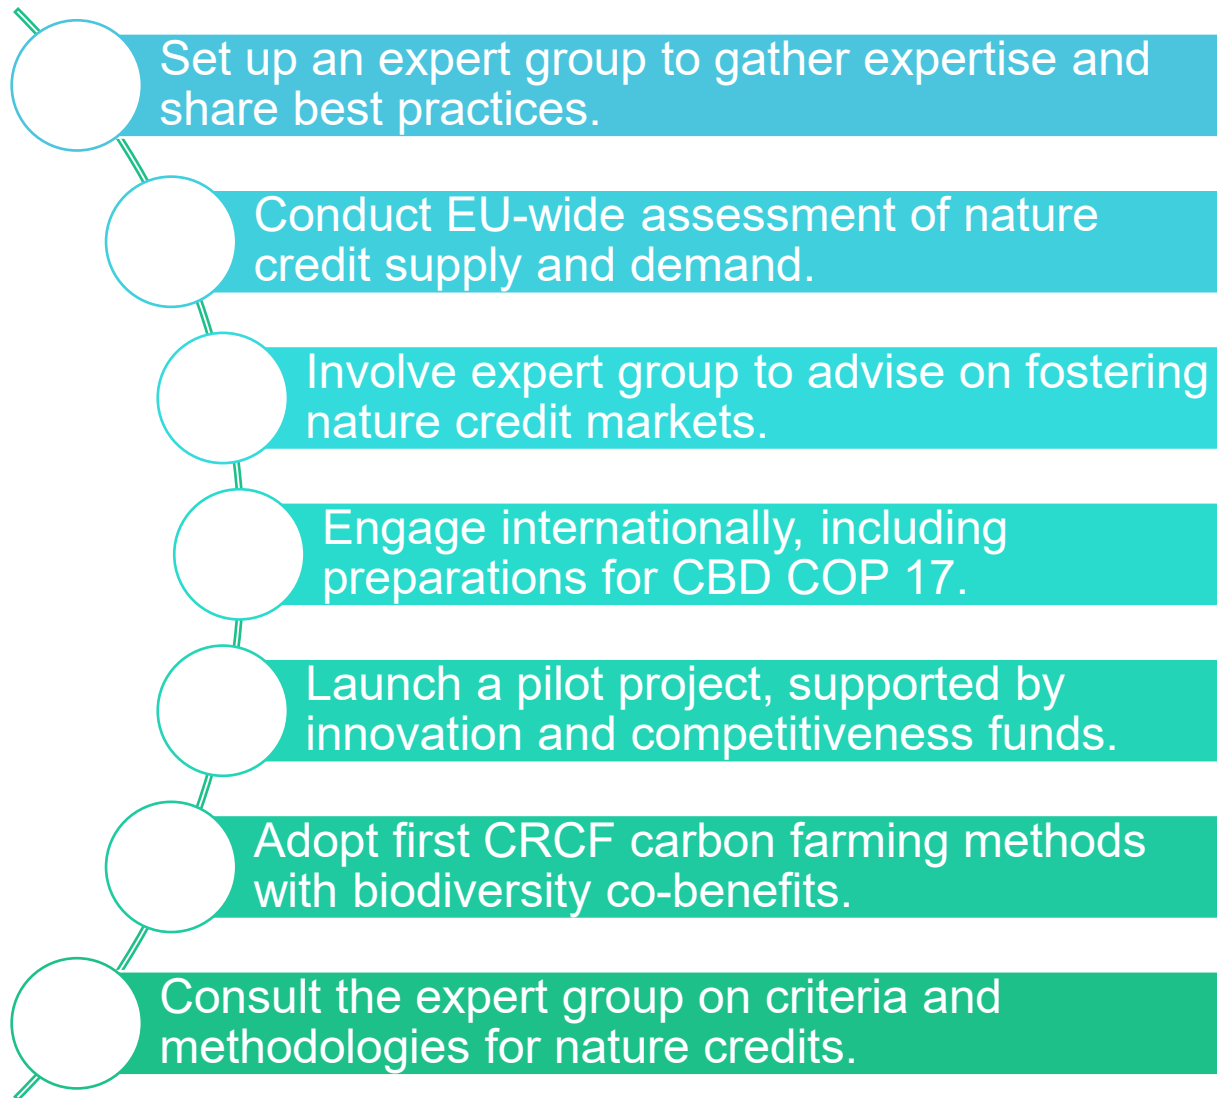 Set up an expert group to gather expertise and
share best practices.
Conduct EU-wide assessment of nature
credit supply and demand.
Involve expert group to advise on fostering
nature credit markets.
Engage internationally, including
preparations for CBD COP 17.
Launch a pilot project, supported by
innovation and competitiveness funds.
Adopt first CRCF carbon farming methods
with biodiversity co-benefits.
Consult the expert group on criteria and
methodologies for nature credits.